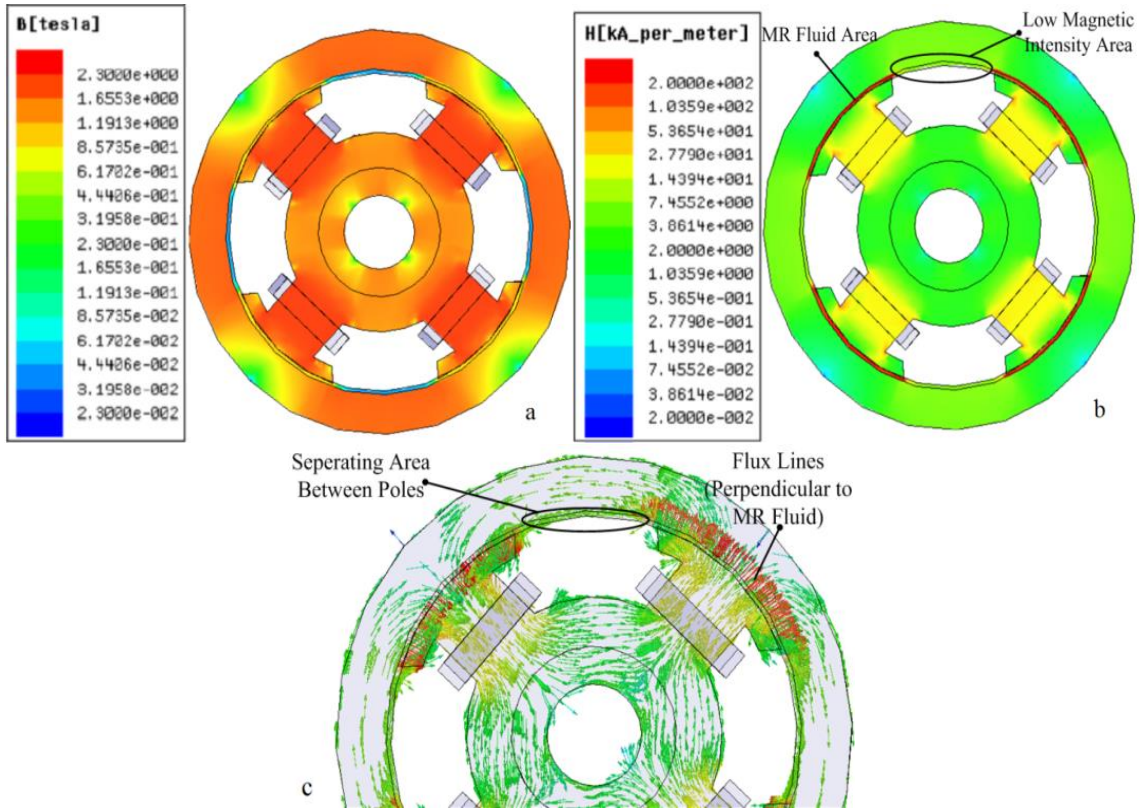 B[tesla]
2.3000e+000
1.6553e+000
1.1913e+000
8.5735e-001
6.1702e-001
4.4406e-001
3.1958e-001
2.3000e-001
1.6553e-001
1.1913e-001
8.5735e-002
6.1702e-002
4.4406e-002
3.1958e-002
2.3000e-002
a
H[kA_per_meter]
2.0000e+002
1.0359e+002
5.3654e+001
2.7790e+001
1.4394e+001
7.4552e+000
3.8614e+000
2.0000e+000
1.0359e+000
5.3654e-001
2.7790e-001
1.4394e-001
7.4552e-002
3.8614e-002
2.0000e-002
MR Fluid Area
Low Magnetic
Intensity Area
b
Seperating Area
Between Poles
Flux Lines
(Perpendicular to
MR Fluid)
c